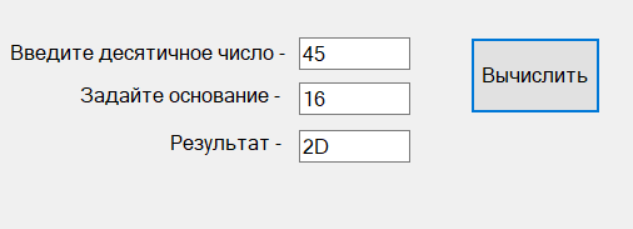 Введите десятичное число - 45
Задайте основание - 16
Вычислить
Результат - 2D